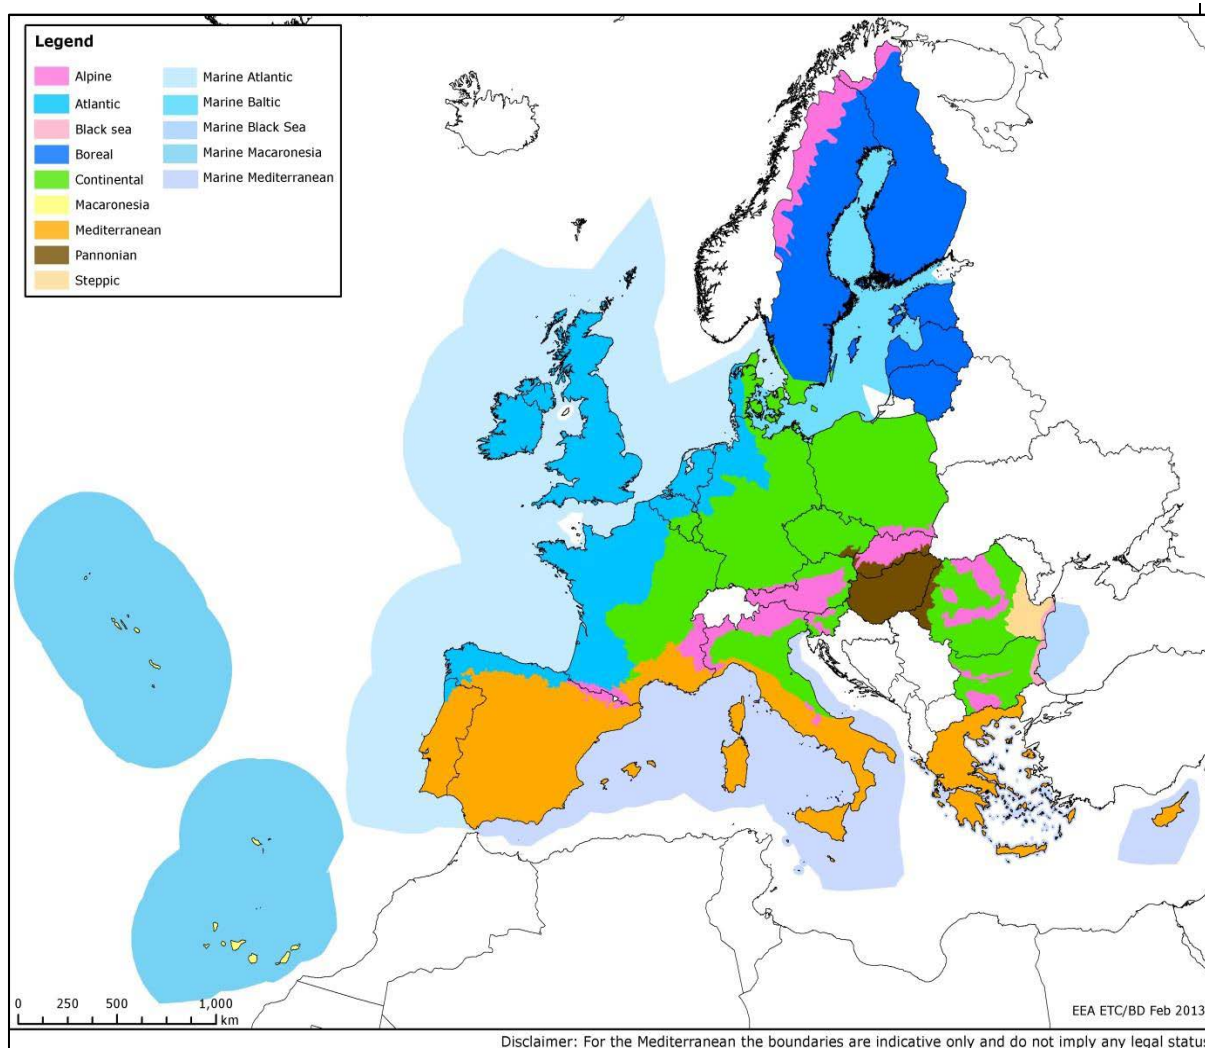 Legend
Alpine
Atlantic
Black sea
Boreal
Continental
Macaronesia
Mediterranean
Pannonian
Steppic
Marine Atlantic
Marine Baltic
Marine Black Sea
Marine Macaronesia
Marine Mediterranean
0 250 500 1,000
km
EEA ETC/BD Feb 2013
Disclaimer: For the Mediterranean the boundaries are indicative only and do not imply any legal status